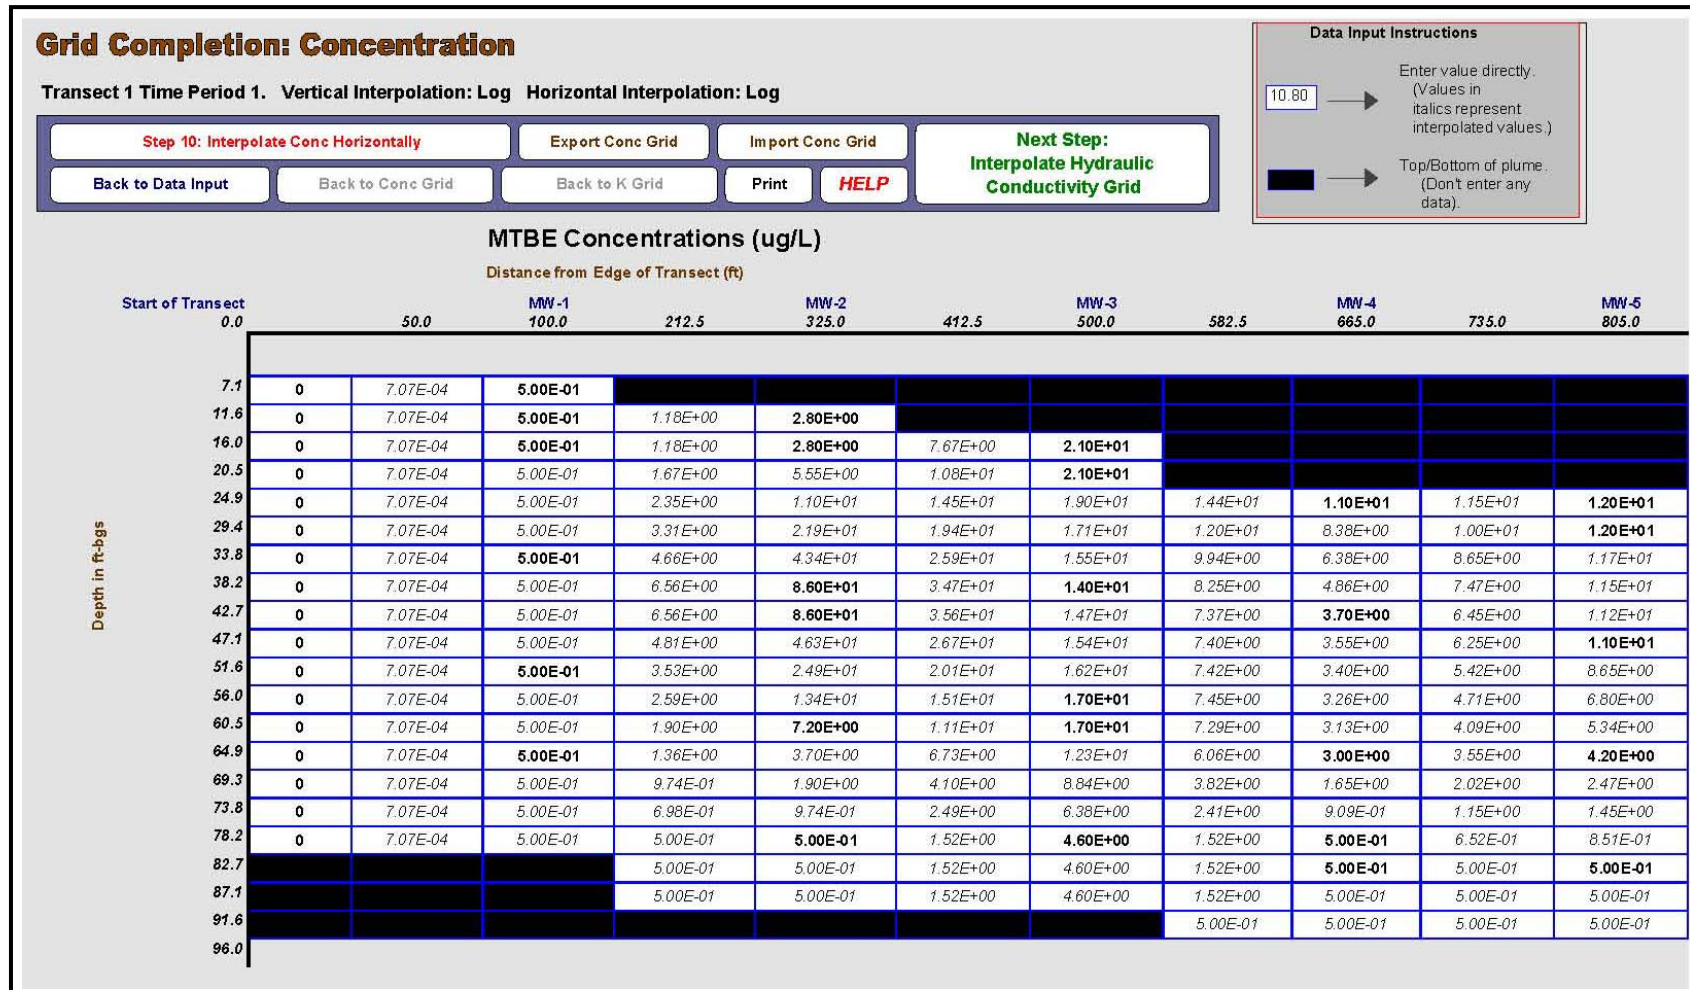 Grid Completion: Concentration
Transect 1 Time Period 1. Vertical Interpolation: Log Horizontal Interpolation: Log
Step 10: Interpolate Conc Horizontally
Export Conc Grid
Import Conc Grid
Next Step:
Interpolate Hydraulic
Conductivity Grid
Back to Data Input
Back to Conc Grid
Back to K Grid
Print
HELP
Data Input Instructions
10.80
Enter value directly.
(Values in
italics represent
interpolated values.)
Top/Bottom of plume.
(Don't enter any
data).
MTBE Concentrations (ug/L)
Distance from Edge of Transect (ft)
Start of Transect MW-1 MW-2 MW-3 MW-4 MW-5
0.0 50.0 100.0 212.5 325.0 412.5 500.0 582.5 665.0 735.0 805.0
Depth in ft-bgs
7.1
0 7.07E-04 5.00E-01
11.6
0 7.07E-04 5.00E-01 1.18E+00 2.80E+00
16.0
0 7.07E-04 5.00E-01 1.18E+00 2.80E+00 7.67E+00 2.10E+01
20.5
0 7.07E-04 5.00E-01 1.67E+00 5.55E+00 1.08E+01 2.10E+01
24.9
0 7.07E-04 5.00E-01 2.35E+00 1.10E+01 1.45E+01 1.90E+01 1.44E+01 1.10E+01 1.15E+01 1.20E+01
29.4
0 7.07E-04 5.00E-01 3.31E+00 2.19E+01 1.94E+01 1.71E+01 1.20E+01 8.38E+00 1.00E+01 1.20E+01
33.8
0 7.07E-04 5.00E-01 4.66E+00 4.34E+01 2.59E+01 1.55E+01 9.94E+00 6.38E+00 8.65E+00 1.17E+01
38.2
0 7.07E-04 5.00E-01 6.56E+00 8.60E+01 3.47E+01 1.40E+01 8.25E+00 4.86E+00 7.47E+00 1.15E+01
42.7
0 7.07E-04 5.00E-01 6.56E+00 8.60E+01 3.56E+01 1.47E+01 7.37E+00 3.70E+00 6.45E+00 1.12E+01
47.1
0 7.07E-04 5.00E-01 4.81E+00 4.63E+01 2.67E+01 1.54E+01 7.40E+00 3.55E+00 6.25E+00 1.10E+01
51.6
0 7.07E-04 5.00E-01 3.53E+00 2.49E+01 2.01E+01 1.62E+01 7.42E+00 3.40E+00 5.42E+00 8.65E+00
56.0
0 7.07E-04 5.00E-01 2.59E+00 1.34E+01 1.51E+01 1.70E+01 7.45E+00 3.26E+00 4.71E+00 6.80E+00
60.5
0 7.07E-04 5.00E-01 1.90E+00 7.20E+00 1.11E+01 1.70E+01 7.29E+00 3.13E+00 4.09E+00 5.34E+00
64.9
0 7.07E-04 5.00E-01 1.36E+00 3.70E+00 6.73E+00 1.23E+01 6.06E+00 3.00E+00 3.55E+00 4.20E+00
69.3
0 7.07E-04 5.00E-01 9.74E-01 1.90E+00 4.10E+00 8.84E+00 3.82E+00 1.65E+00 2.02E+00 2.47E+00
73.8
0 7.07E-04 5.00E-01 6.98E-01 9.74E-01 2.49E+00 6.38E+00 2.41E+00 9.09E-01 1.15E+00 1.45E+00
78.2
0 7.07E-04 5.00E-01 5.00E-01 5.00E-01 1.52E+00 4.60E+00 1.52E+00 5.00E-01 6.52E-01 8.51E-01
82.7
5.00E-01 5.00E-01 1.52E+00 4.60E+00 1.52E+00 5.00E-01 5.00E-01 5.00E-01
87.1
5.00E-01 5.00E-01 1.52E+00 4.60E+00 1.52E+00 5.00E-01 5.00E-01 5.00E-01
91.6
5.00E-01 5.00E-01 5.00E-01 5.00E-01
96.0